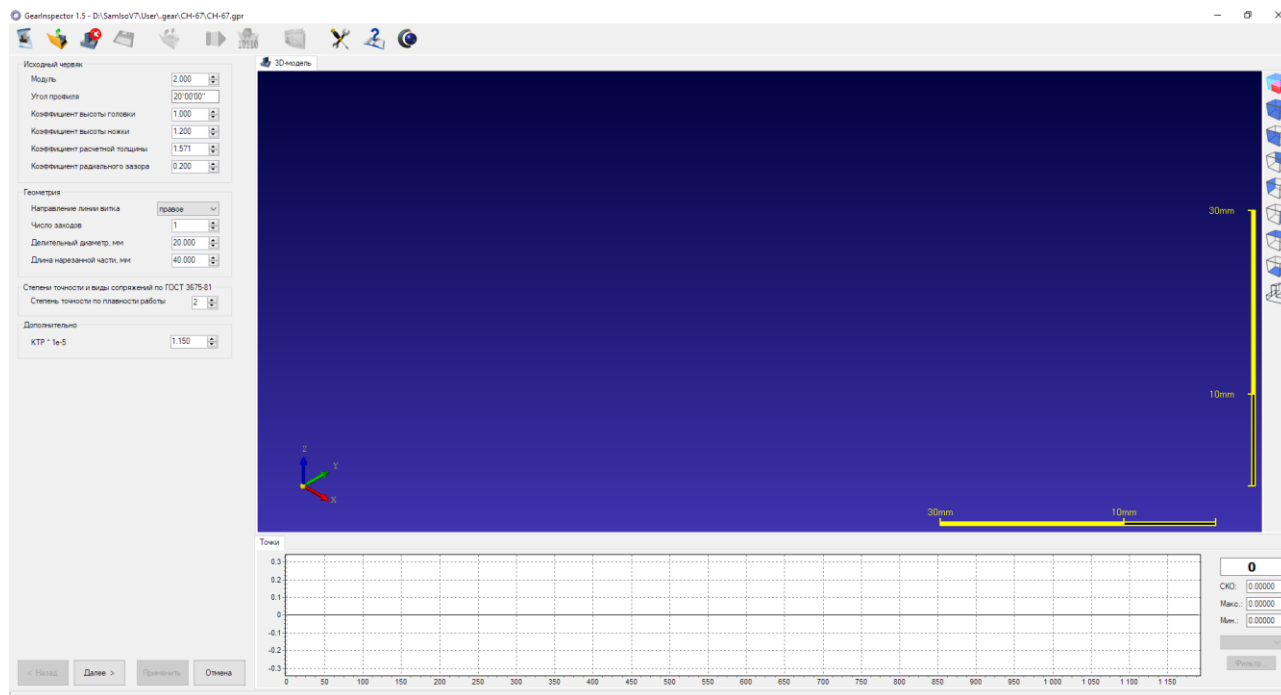 GearInspector 1.5 - D:\SamIsoV7\User\.gear\CH-67\CH-67.gpr
Исходный червяк
Модуль 2.000
Угол профиля 20°00'00"
Коэффициент высоты головки 1.000
Коэффициент высоты ножки 1.200
Коэффициент расчетной толщины 1.571
Коэффициент радиального зазора 0.200
Геометрия
Направление линии витка правое
Число заходов 1
Делительный диаметр, мм 20.000
Длина нарезанной части, мм 40.000
Степени точности и виды сопряжений по ГОСТ 3675-81
Степень точности по плавности работы 2
Дополнительно
КТР * 1e-5 1.150
< Назад Далее > Применить Отмена
3D-модель
30mm
10mm
Z
Y
X
30mm 10mm
Точки
0.3
0.2
0.1
0
-0.1
-0.2
-0.3
0 50 100 150 200 250 300 350 400 450 500 550 600 650 700 750 800 850 900 950 1 000 1 050 1 100 1 150
0
СКО: 0.00000
Макс.: 0.00000
Мин.: 0.00000
Фильтр...